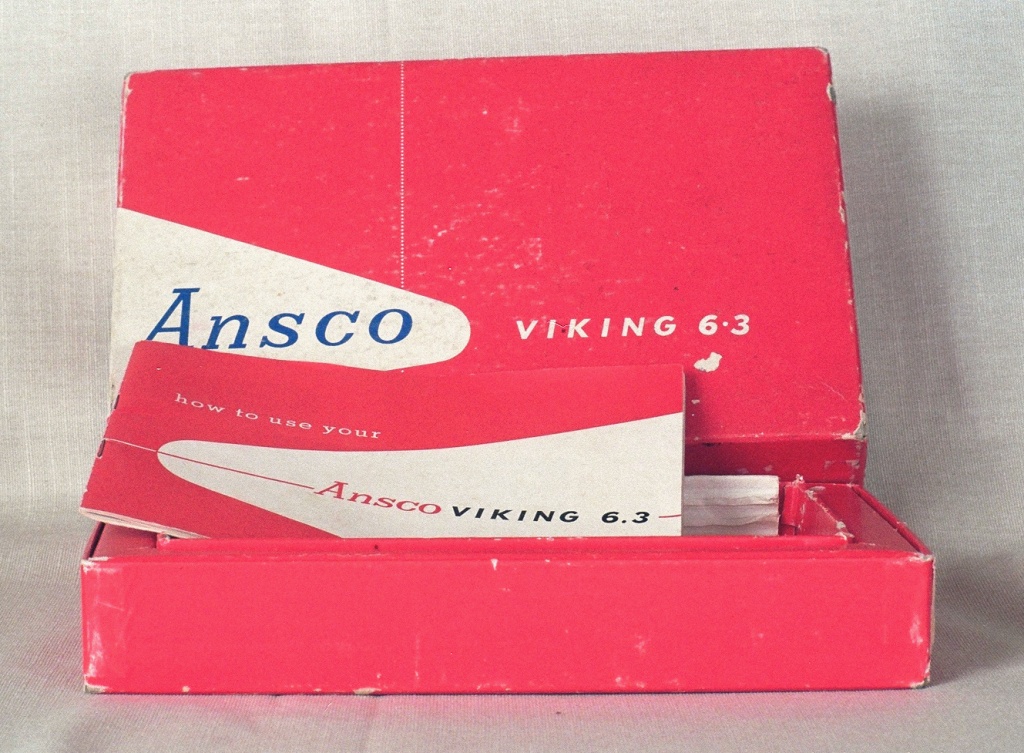 Ansco
VIKING 6·3
how to use your
Ansco VIKING 6.3